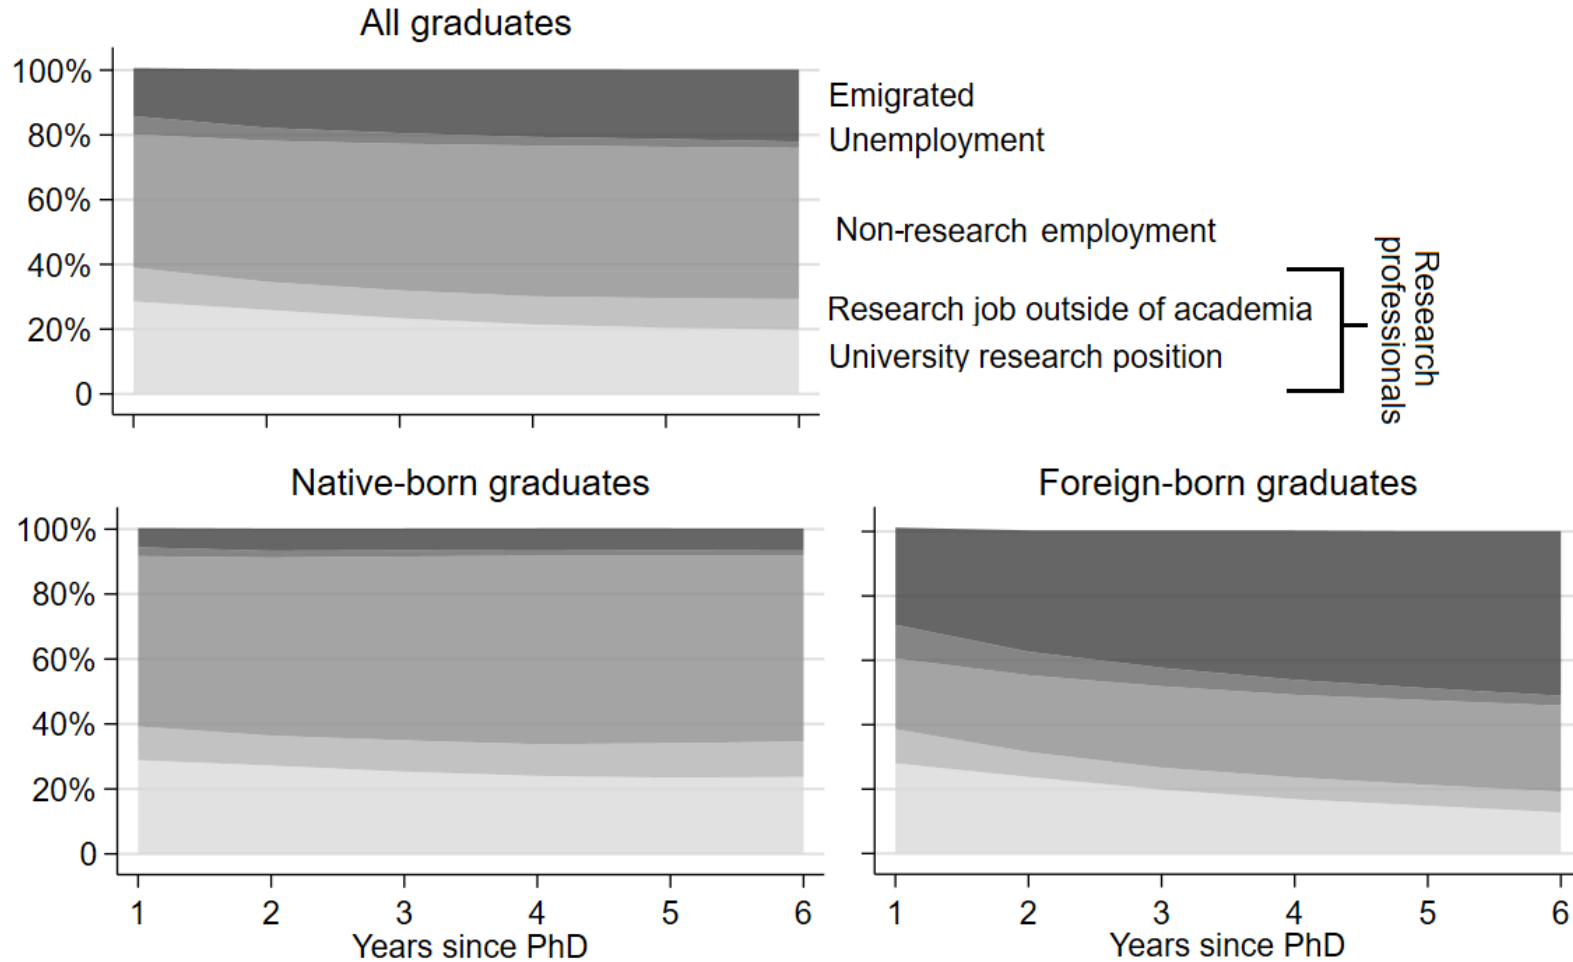 All graduates
100%
80%
60%
40%
20%
0
Emigrated
Unemployment
Non-research employment
Research job outside of academia
University research position
Research
professionals
Native-born graduates
100%
80%
60%
40%
20%
0
1 2 3 4 5 6
Years since PhD
Foreign-born graduates
1 2 3 4 5 6
Years since PhD